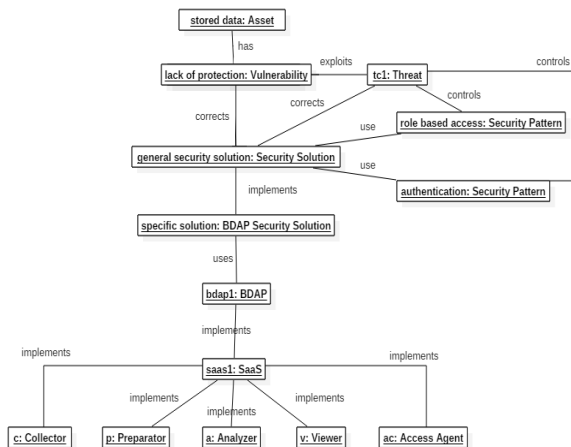 stored data: Asset
has
exploits
controls
lack of protection: Vulnerability
tc1: Threat
corrects
controls
corrects
use
role based access: Security Pattern
general security solution: Security Solution
use
implements
authentication: Security Pattern
specific solution: BDAP Security Solution
uses
bdap1: BDAP
implements
implements
implements
saas1: SaaS
implements
implements
implements
c: Collector
p: Preparator
a: Analyzer
v: Viewer
ac: Access Agent